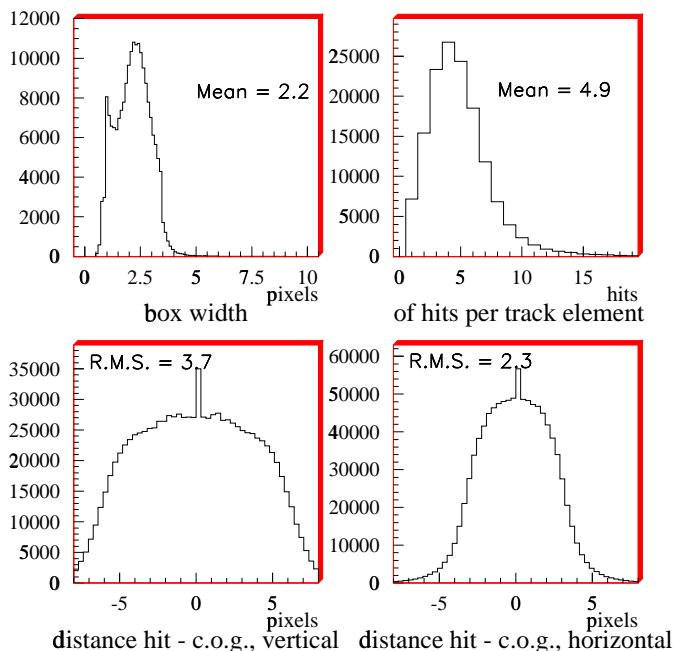 12000
10000
8000
6000
4000
2000
0
Mean = 2.2
0 2.5 5 7.5 10
pixels
box width
25000
20000
15000
10000
5000
0
Mean = 4.9
0 5 10 15
hits
of hits per track element
35000
30000
25000
20000
15000
10000
5000
0
R.M.S. = 3.7
-5 0 5
pixels
distance hit - c.o.g., vertical
60000
50000
40000
30000
20000
10000
0
R.M.S. = 2.3
-5 0 5
pixels
distance hit - c.o.g., horizontal